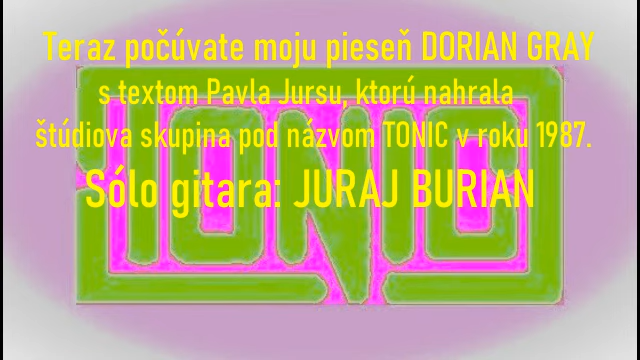 Teraz počúvate moju pieseň DORIAN GRAY
s textom Pavla Jursu, ktorú nahrala
štúdiova skupina pod názvom TONIC v roku 1987.
Sólo gitara: JURAJ BURIAN
TONIC